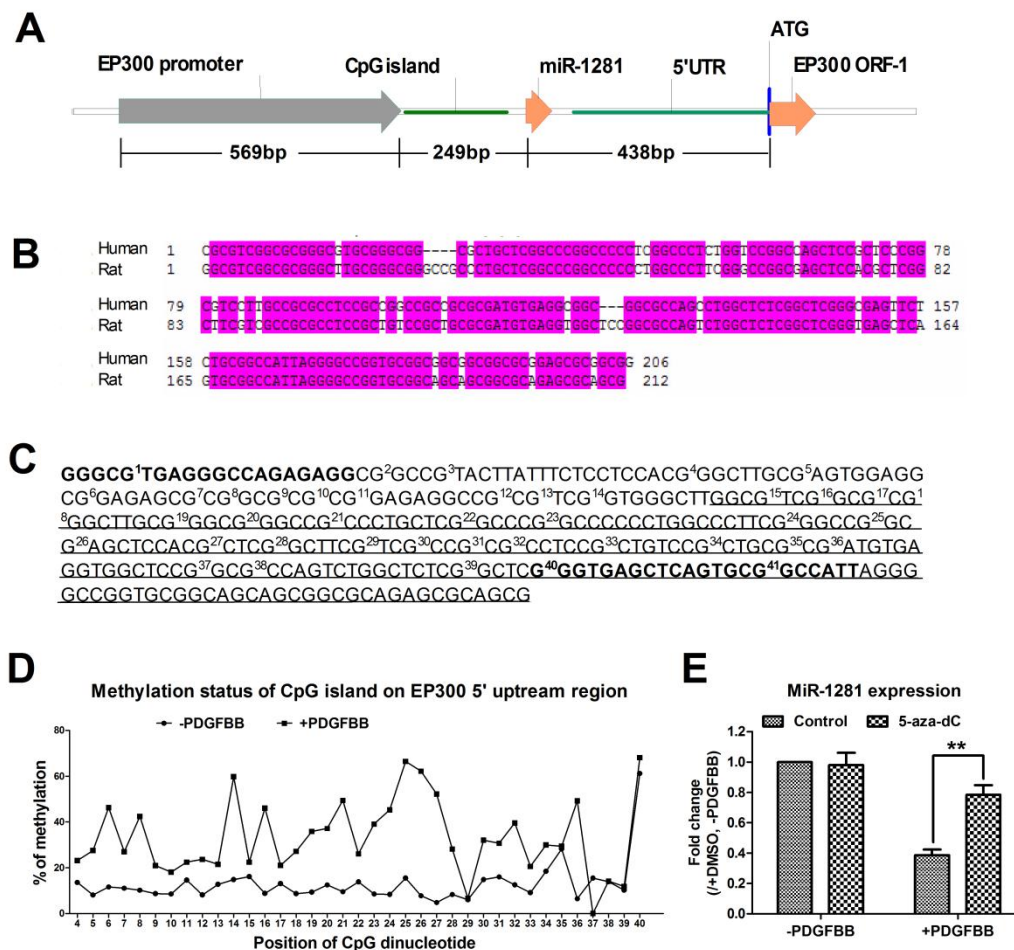 A
ATG
EP300 promoter CpG island miR-1281 5'UTR EP300 ORF-1
569bp 249bp 438bp
B
Human 1 CGCGTCGGCGCGGGCGTGCGGGCGG----CGCTGCTCGGCCCGGCCCCCTCGGCCCTCTGGTCCGGCCAGCTCCGCTCCCGG 78
Rat 1 GGCGTCGGCGCGGGCTTGCGGGCGGGCCGCCCTGCTCGGCCCGGCCCCCCTGGCCCTTCGGGCCGGCGAGCTCCACGCTCGG 82
Human 79 CGTCCTTGCCGCGCCTCCGCCGGCCGCCGCGCGATGTGAGGCGGC---GGCGCCAGCCTGGCTCTCGGCTCGGGCGAGTTCT 157
Rat 83 CTTCGTCGCCGCGCCTCCGCTGTCCGCTGCGCGATGTGAGGTGGCTCCGGCGCCAGTCTGGCTCTCGGCTCGGGTGAGCTCA 164
Human 158 CTGCGGCCATTAGGGGCCGGTGCGGCGGCGGCGGCGCGGAGCGCGGCGG 206
Rat 165 GTGCGGCCATTAGGGGCCGGTGCGGCAGCAGCGGCGCAGAGCGCAGCG 212
C
GGGCG¹TGAGGGCCAGAGAGGCG²GCCG³TACTTATTTCTCCTCCACG⁴GGCTTGCG⁵AGTGGAGG
CG⁶GAGAGCG⁷CG⁸GCG⁹CG¹⁰CG¹¹GAGAGGCCG¹²CG¹³TCG¹⁴GTGGGCTTGGCG¹⁵TCG¹⁶GCG¹⁷CG¹
⁸GGCTTGCG¹⁹GGCG²⁰GGCCG²¹CCCTGCTCG²²GCCCG²³GCCCCCCTGGCCCTTCG²⁴GGCCG²⁵GC
G²⁶AGCTCCACG²⁷CTCG²⁸GCTTCG²⁹TCG³⁰CCG³¹CG³²CCTCCG³³CTGTCCG³⁴CTGCG³⁵CG³⁶ATGTGA
GGTGGCTCCG³⁷GCG³⁸CCAGTCTGGCTCTCG³⁹GCTCG⁴⁰GGTGAGCTCAGTGCG⁴¹GCCATTAGGG
GCCGGTGCGGCAGCAGCGGCGCAGAGCGCAGCG
D
Methylation status of CpG island on EP300 5' uptream region
-PDGFBB +PDGFBB
% of methylation
80
60
40
20
0
4 5 6 7 8 9 10 11 12 13 14 15 16 17 18 19 20 21 22 23 24 25 26 27 28 29 30 31 32 33 34 35 36 37 38 39 40
Position of CpG dinucleotide
E
MiR-1281 expression
Control 5-aza-dC
Fold change
(/+DMSO, -PDGFBB)
1.2
1.0
0.8
0.6
0.4
0.2
0.0
**
-PDGFBB +PDGFBB